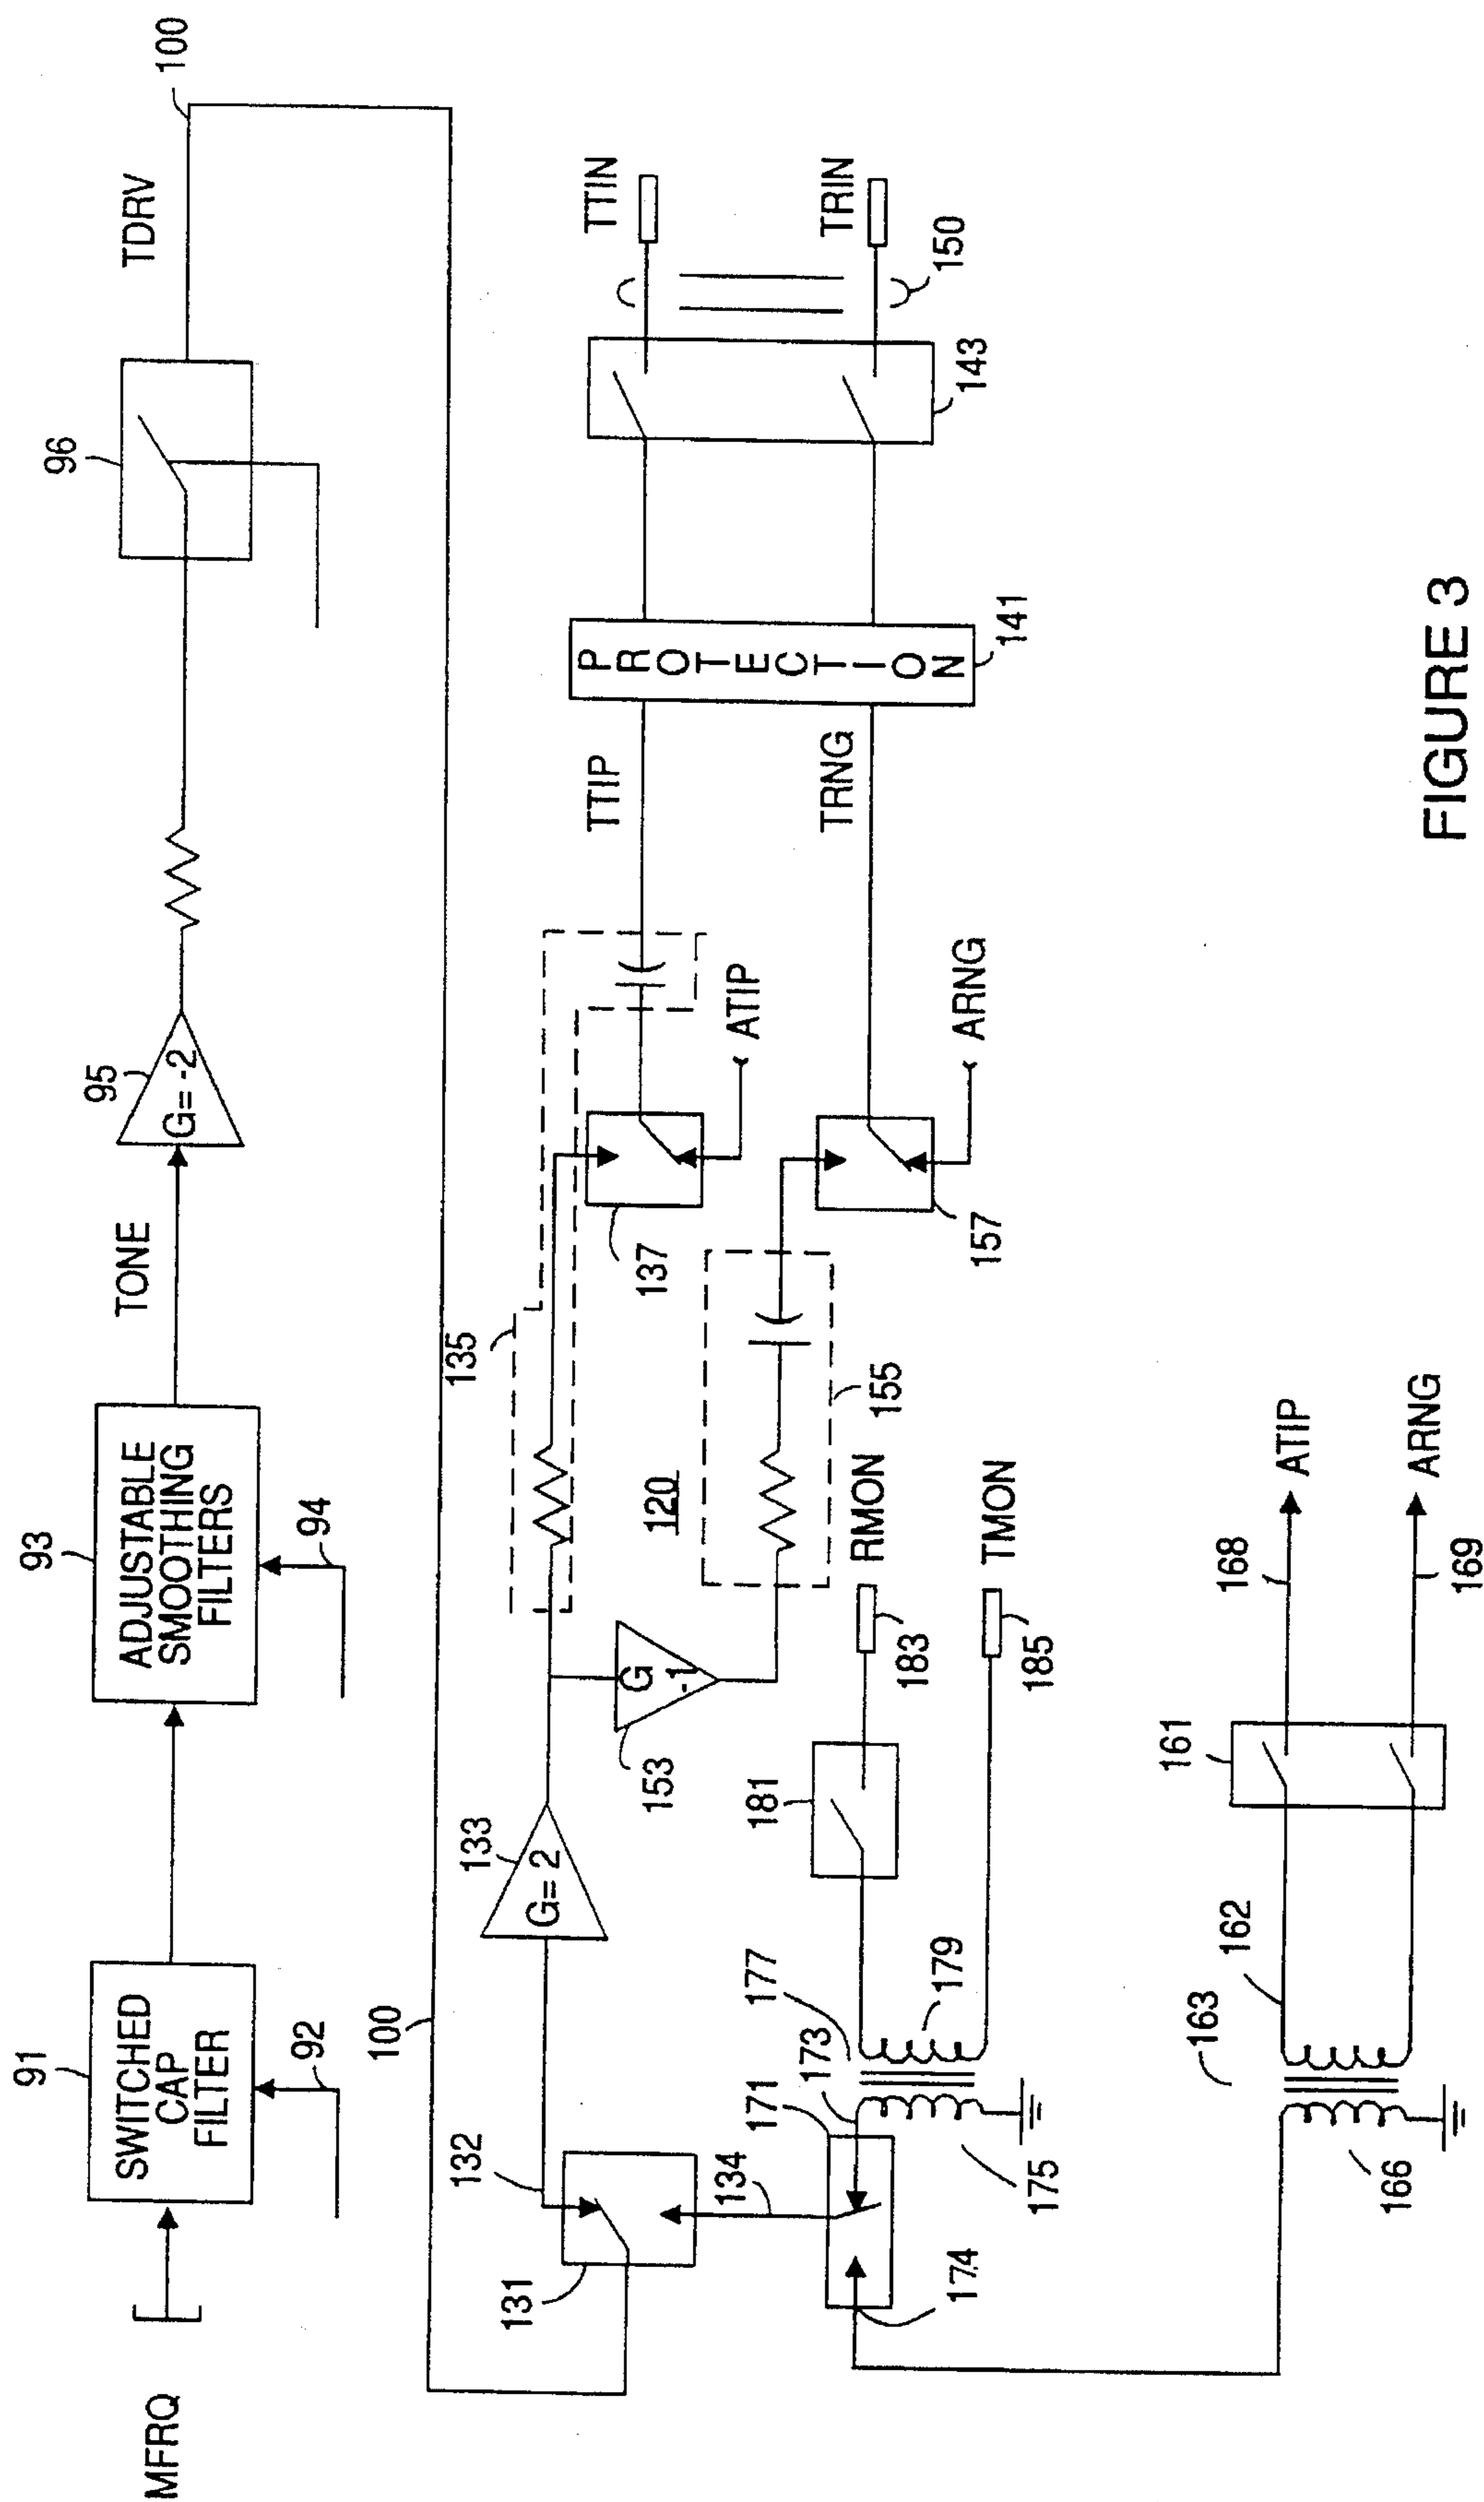 MFRQ
91
SWITCHED
CAP
FILTER
92
93
ADJUSTABLE
SMOOTHING
FILTERS
94
TONE
95
G= -2
96
TDRV
100
100
131
132
134
133
G= 2
153
G
-1
135
120
155
137
ATIP
157
ARNG
TTIP
TRNG
PROTECTION
141
143
150
TTIN
TRIN
174
171
173
175
177
179
181
183
RMON
185
TMON
166
163
162
161
168
ATIP
169
ARNG
FIGURE 3